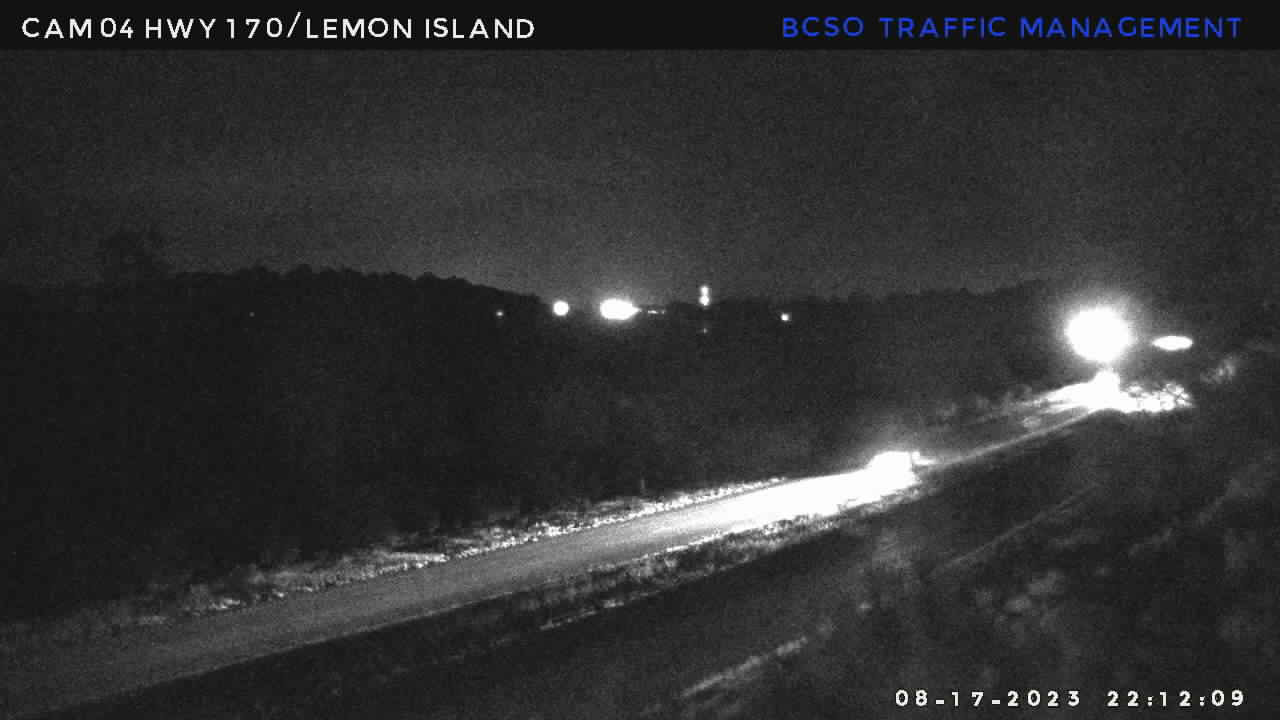 CAM04 HWY 170/LEMON ISLAND
BCSO TRAFFIC MANAGEMENT
08-17-2023 22:12:09